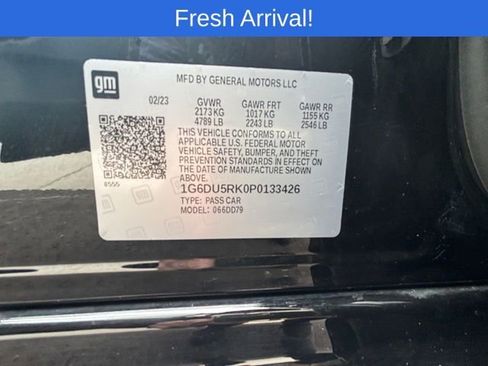 Fresh Arrival!
gm
MFD BY GENERAL MOTORS LLC
02/23 GVWR GAWR FRT GAWR RR
2173 KG 1017 KG 1155 KG
4789 LB 2243 LB 2546 LB
THIS VEHICLE CONFORMS TO ALL
APPLICABLE U.S. FEDERAL MOTOR
VEHICLE SAFETY, BUMPER, AND THEFT
PREVENTION STANDARDS IN EFFECT ON
THE DATE OF MANUFACTURE SHOWN
ABOVE.
8555
1G6DU5RK0P0133426
TYPE: PASS CAR
MODEL: 066DD79